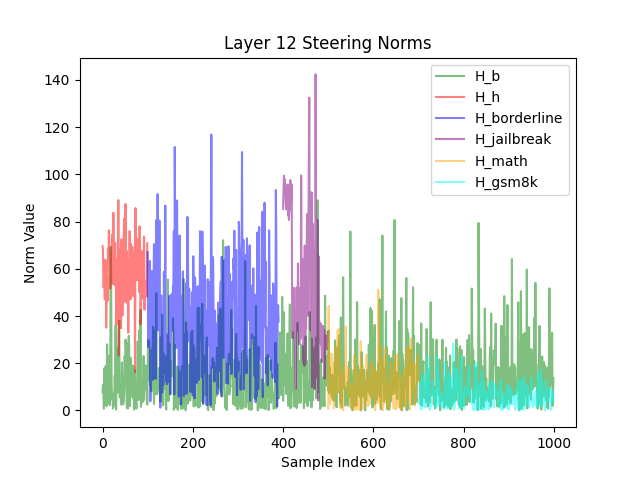 Layer 12 Steering Norms
140
120
100
80
60
40
20
0
Norm Value
0
200
400
600
800
1000
Sample Index
H_b
H_h
H_borderline
H_jailbreak
H_math
H_gsm8k